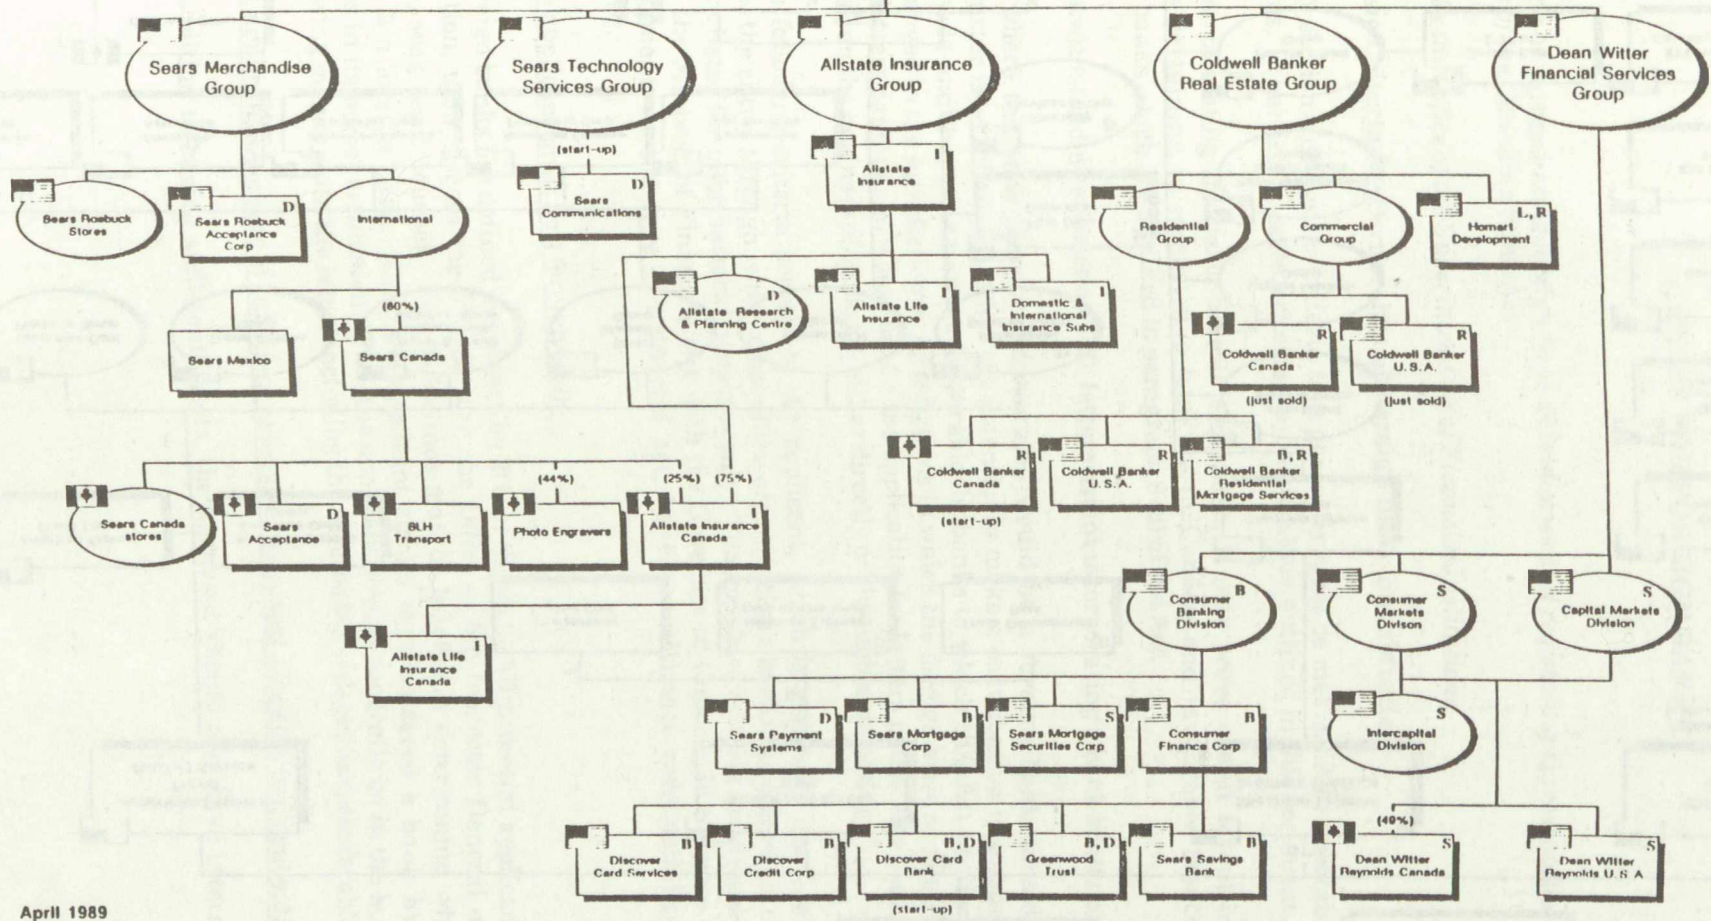 Sears Merchandise
Group
Sears Technology
Services Group
Allstate Insurance
Group
Coldwell Banker
Real Estate Group
Dean Witter
Financial Services
Group
(start-up)
I
Allstate
Insurance
Sears Roebuck
Stores
D
Sears Roebuck
Acceptance
Corp
International
D
Sears
Communications
Residential
Group
Commercial
Group
L,R
Homart
Development
D
Allstate Research
& Planning Centre
I
Allstate Life
Insurance
I
Domestic &
International
Insurance Subs
Sears Mexico
(60%)
Sears Canada
R
Coldwell Banker
Canada
(just sold)
R
Coldwell Banker
U.S.A.
(just sold)
R
Coldwell Banker
Canada
(start-up)
R
Coldwell Banker
U.S.A.
B,R
Coldwell Banker
Residential
Mortgage Services
Sears Canada
stores
D
Sears
Acceptance
BLH
Transport
(44%)
Photo Engravers
(25%)
(75%)
I
Allstate Insurance
Canada
I
Allstate Life
Insurance
Canada
B
Consumer
Banking
Division
S
Consumer
Markets
Divison
S
Capital Markets
Division
D
Sears Payment
Systems
B
Sears Mortgage
Corp
S
Sears Mortgage
Securities Corp
B
Consumer
Finance Corp
S
Intercapital
Division
B
Discover
Card Services
B
Discover
Credit Corp
B,D
Discover Card
Bank
(start-up)
B,D
Greenwood
Trust
B
Sears Savings
Bank
(49%)
S
Dean Witter
Reynolds Canada
S
Dean Witter
Reynolds U.S.A
April 1989